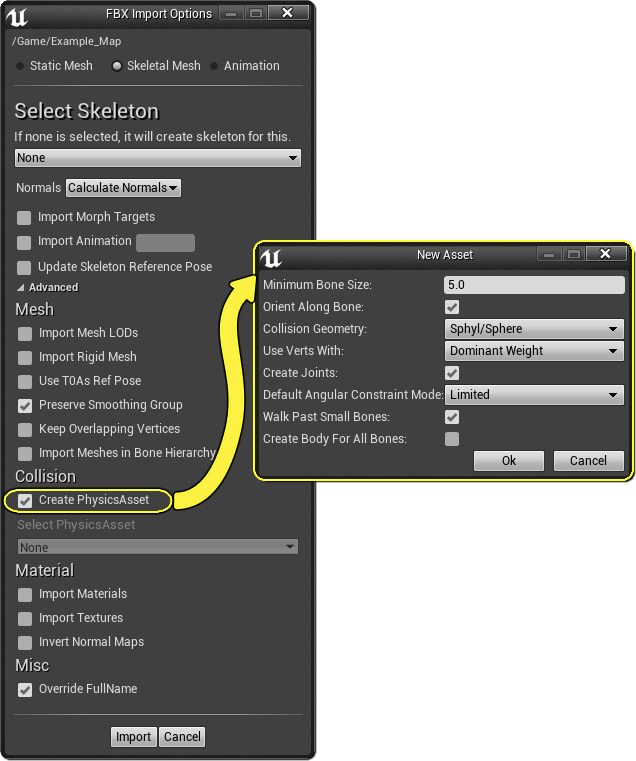 FBX Import Options
/Game/Example_Map
Static Mesh Skeletal Mesh Animation
Select Skeleton
If none is selected, it will create skeleton for this.
None
Normals Calculate Normals
Import Morph Targets
Import Animation
Update Skeleton Reference Pose
Advanced
Mesh
Import Mesh LODs
Import Rigid Mesh
Use T0As Ref Pose
Preserve Smoothing Group
Keep Overlapping Vertices
Import Meshes in Bone Hierarchy
Collision
Create PhysicsAsset
Select PhysicsAsset
None
Material
Import Materials
Import Textures
Invert Normal Maps
Misc
Override FullName
Import Cancel
New Asset
Minimum Bone Size: 5.0
Orient Along Bone:
Collision Geometry: Sphyl/Sphere
Use Verts With: Dominant Weight
Create Joints:
Default Angular Constraint Mode: Limited
Walk Past Small Bones:
Create Body For All Bones:
Ok Cancel